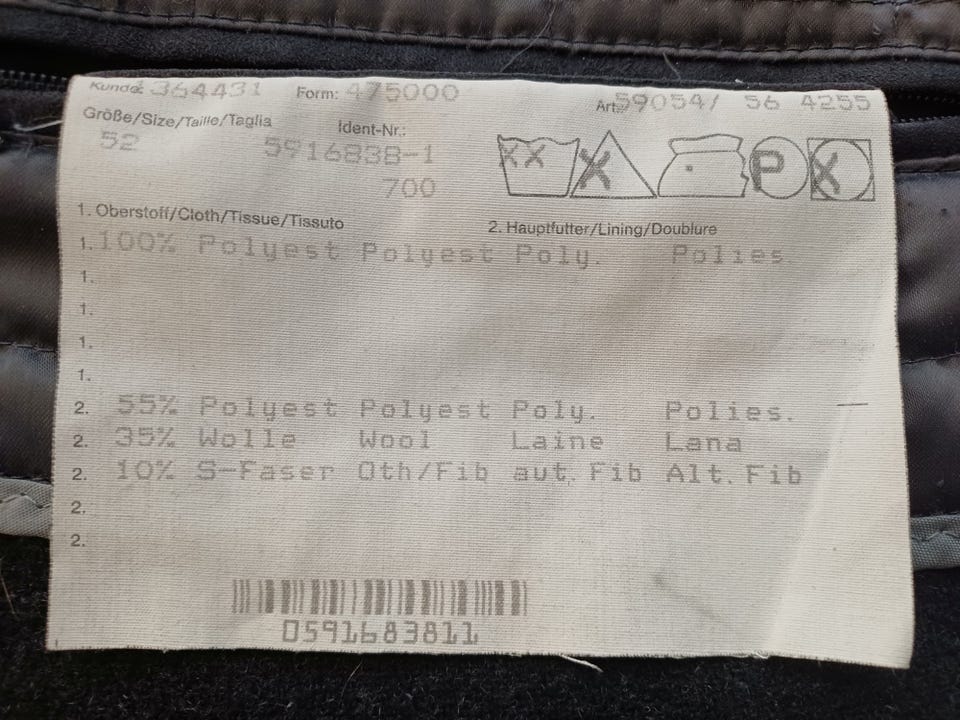 Kunde: 364431 Form: 475000 Art: 59054/ 56 4255
Größe/Size/Taille/Taglia Ident-Nr.:
52 5916838-1
700
XX X P X
1. Oberstoff/Cloth/Tissue/Tissuto 2. Hauptfutter/Lining/Doublure
1. 100% Polyest Polyest Poly. Polies.
1.
1.
1.
1.
2. 55% Polyest Polyest Poly. Polies.
2. 35% Wolle Wool Laine Lana
2. 10% S-Faser Oth/Fib aut. Fib Alt. Fib
2.
2.
0591683811